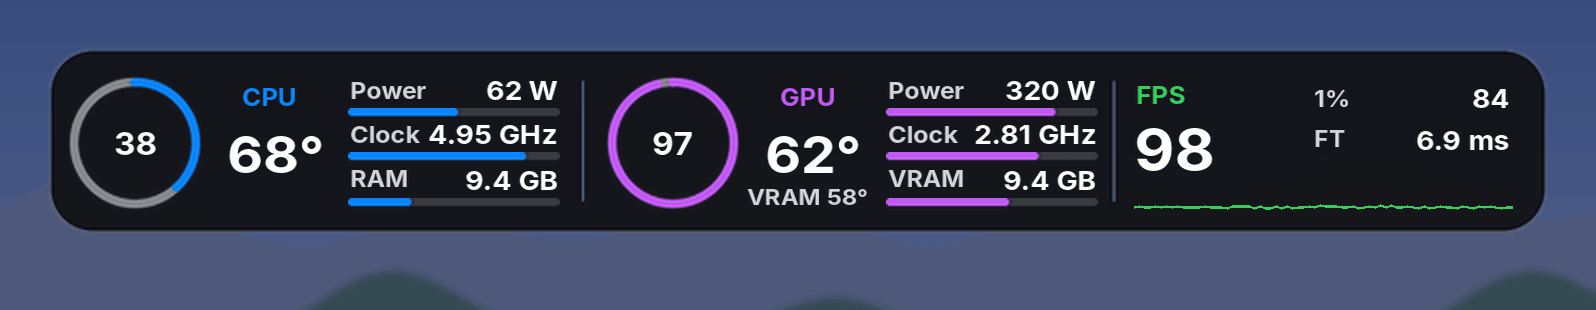 38
CPU
68°
Power 62 W
Clock 4.95 GHz
RAM 9.4 GB
97
GPU
62°
VRAM 58°
Power 320 W
Clock 2.81 GHz
VRAM 9.4 GB
FPS
98
1% 84
FT 6.9 ms